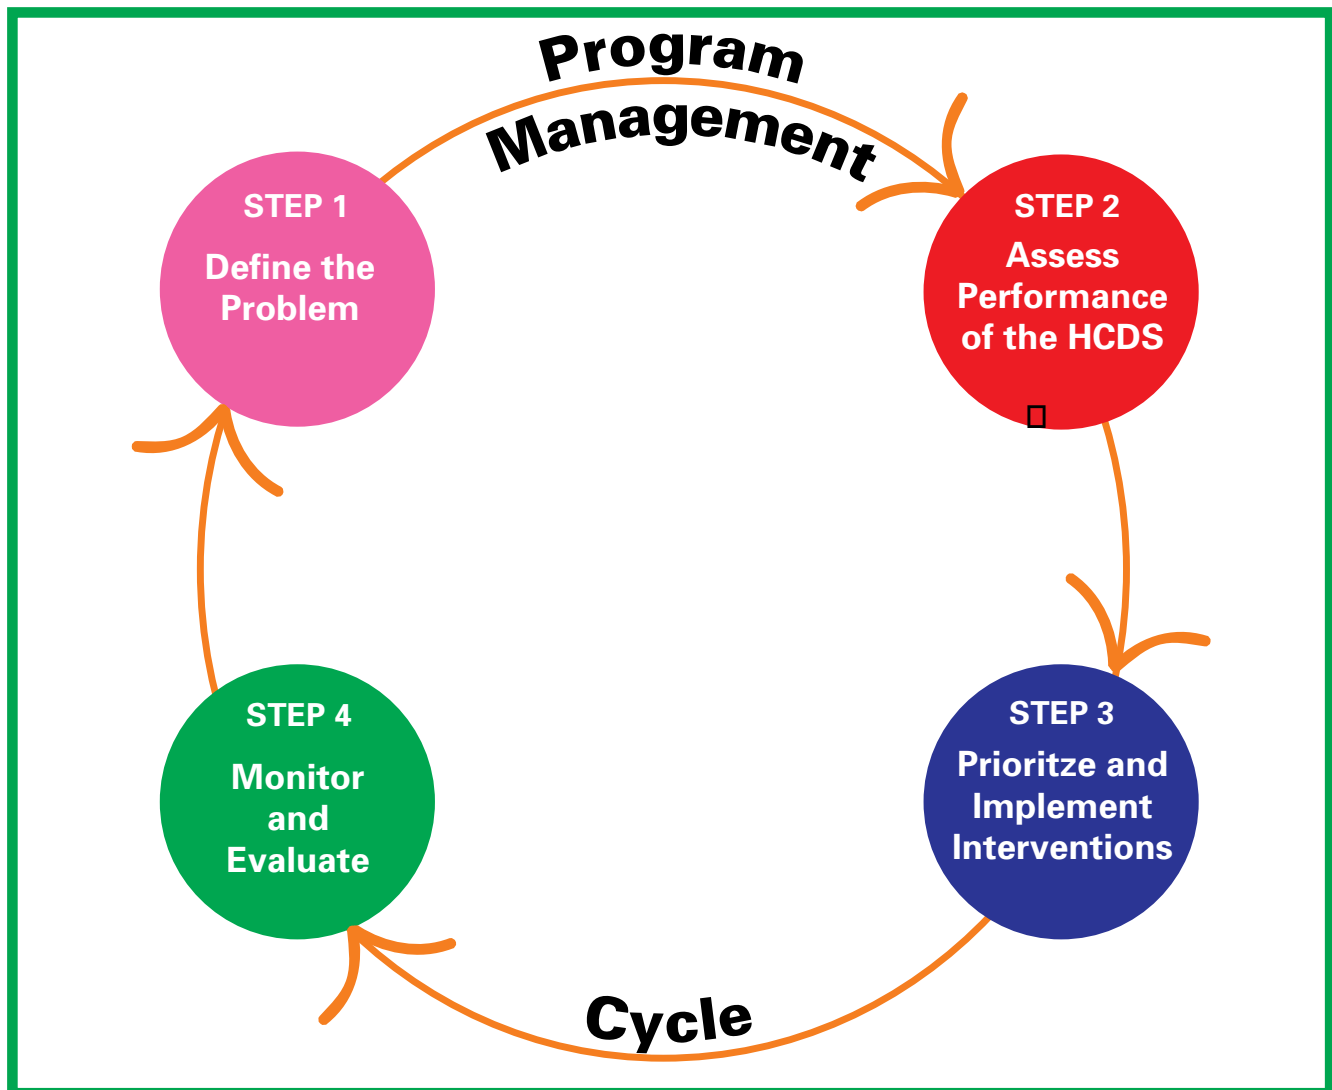 Program
Management
STEP 1
Define the
Problem
STEP 2
Assess
Performance
of the HCDS
STEP 3
Prioritze and
Implement
Interventions
STEP 4
Monitor
and
Evaluate
Cycle